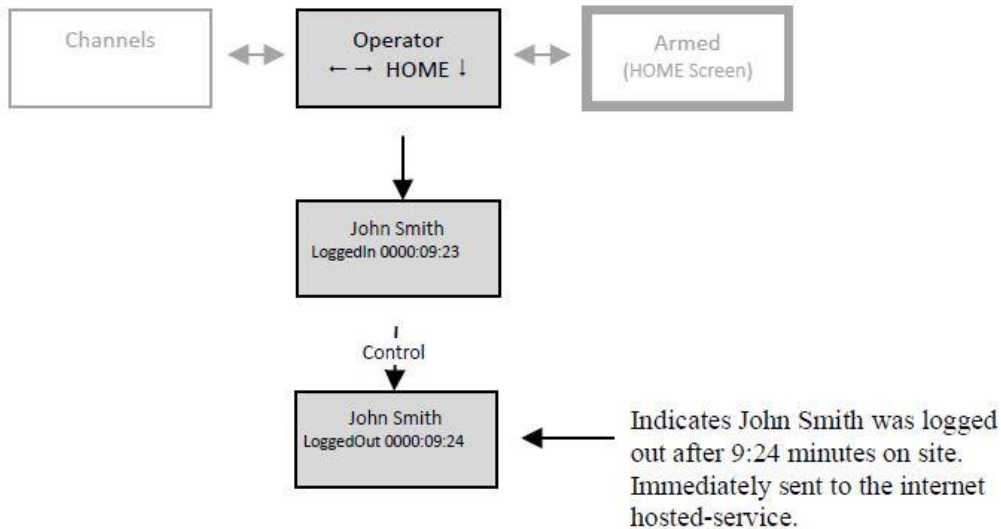 Channels
Operator
← → HOME ↓
Armed
(HOME Screen)
John Smith
LoggedIn 0000:09:23
Control
John Smith
LoggedOut 0000:09:24
Indicates John Smith was logged
out after 9:24 minutes on site.
Immediately sent to the internet
hosted-service.